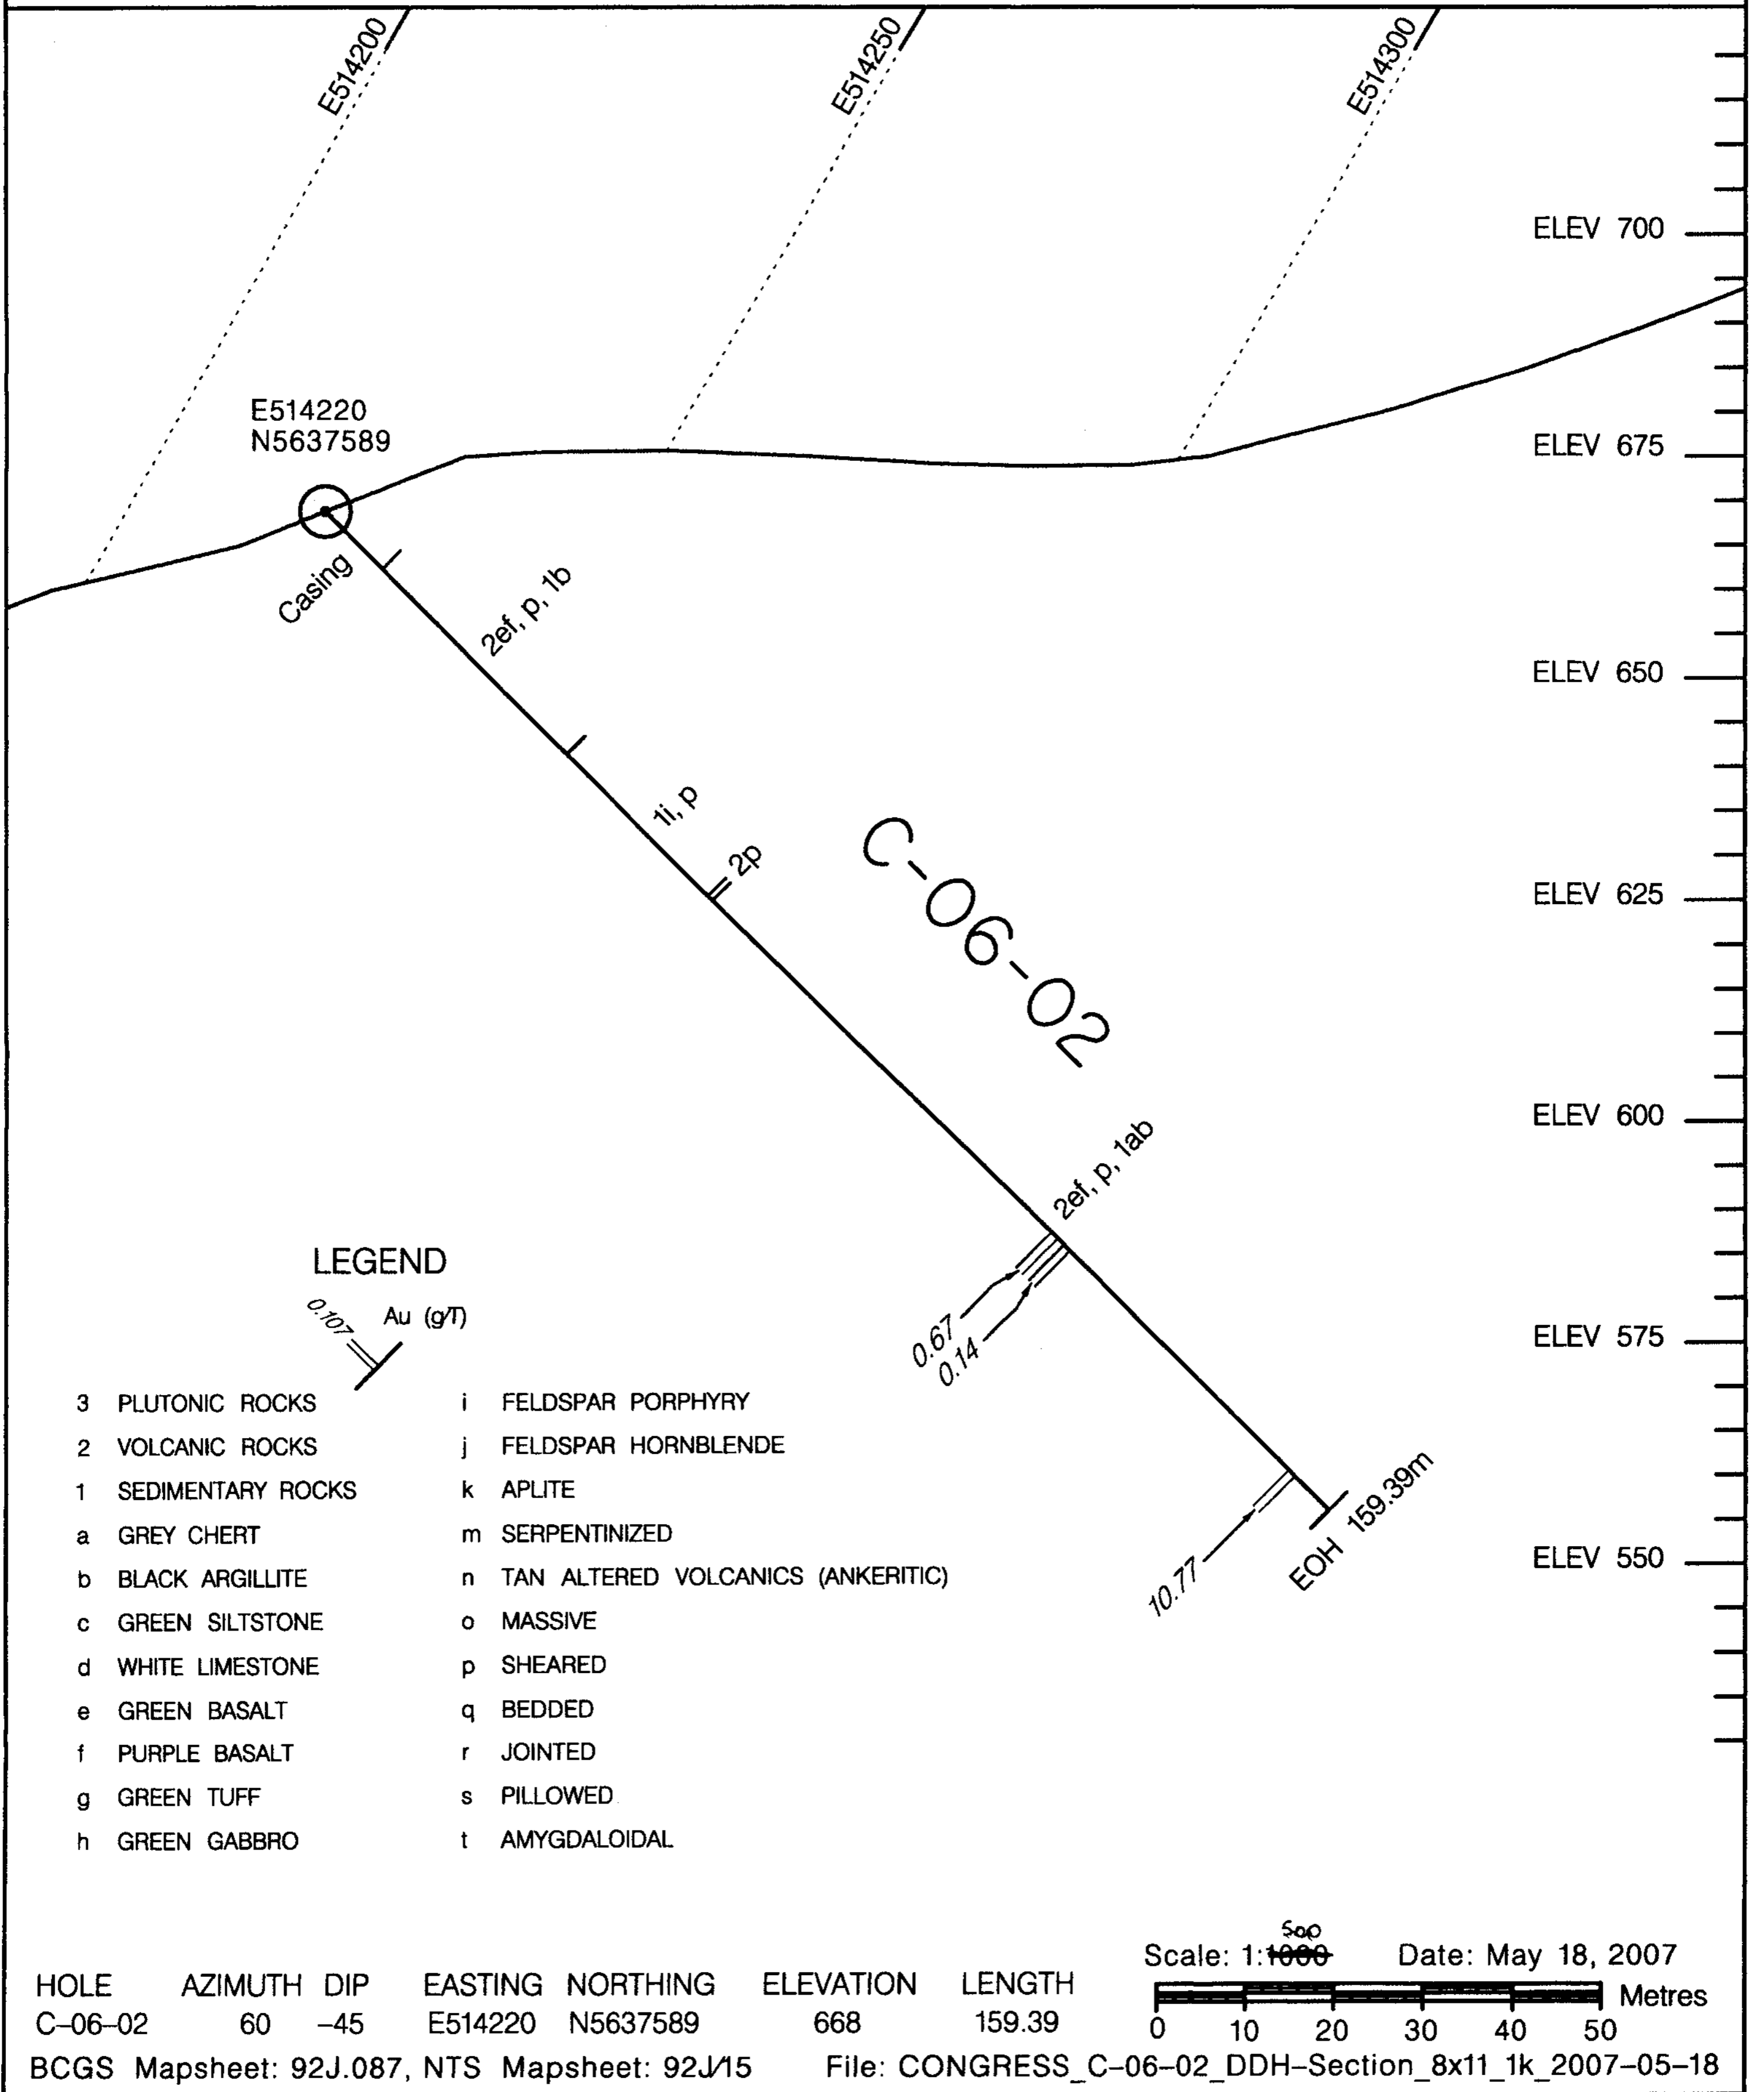 E514200
E514250
E514300
ELEV 700
E514220
N5637589
ELEV 675
Casing
2ef, p, 1b
ELEV 650
1i, p
2p
C-06-02
ELEV 625
ELEV 600
2ef, p, 1ab
0.67
0.14
ELEV 575
10.77
EOH 159.39m
ELEV 550
LEGEND
0.107
Au (g/T)
3 PLUTONIC ROCKS
2 VOLCANIC ROCKS
1 SEDIMENTARY ROCKS
a GREY CHERT
b BLACK ARGILLITE
c GREEN SILTSTONE
d WHITE LIMESTONE
e GREEN BASALT
f PURPLE BASALT
g GREEN TUFF
h GREEN GABBRO
i FELDSPAR PORPHYRY
j FELDSPAR HORNBLENDE
k APLITE
m SERPENTINIZED
n TAN ALTERED VOLCANICS (ANKERITIC)
o MASSIVE
p SHEARED
q BEDDED
r JOINTED
s PILLOWED
t AMYGDALOIDAL
500
Scale: 1:1000 Date: May 18, 2007
Metres
0 10 20 30 40 50
HOLE AZIMUTH DIP EASTING NORTHING ELEVATION LENGTH
C-06-02 60 -45 E514220 N5637589 668 159.39
BCGS Mapsheet: 92J.087, NTS Mapsheet: 92J/15 File: CONGRESS_C-06-02_DDH-Section_8x11_1k_2007-05-18